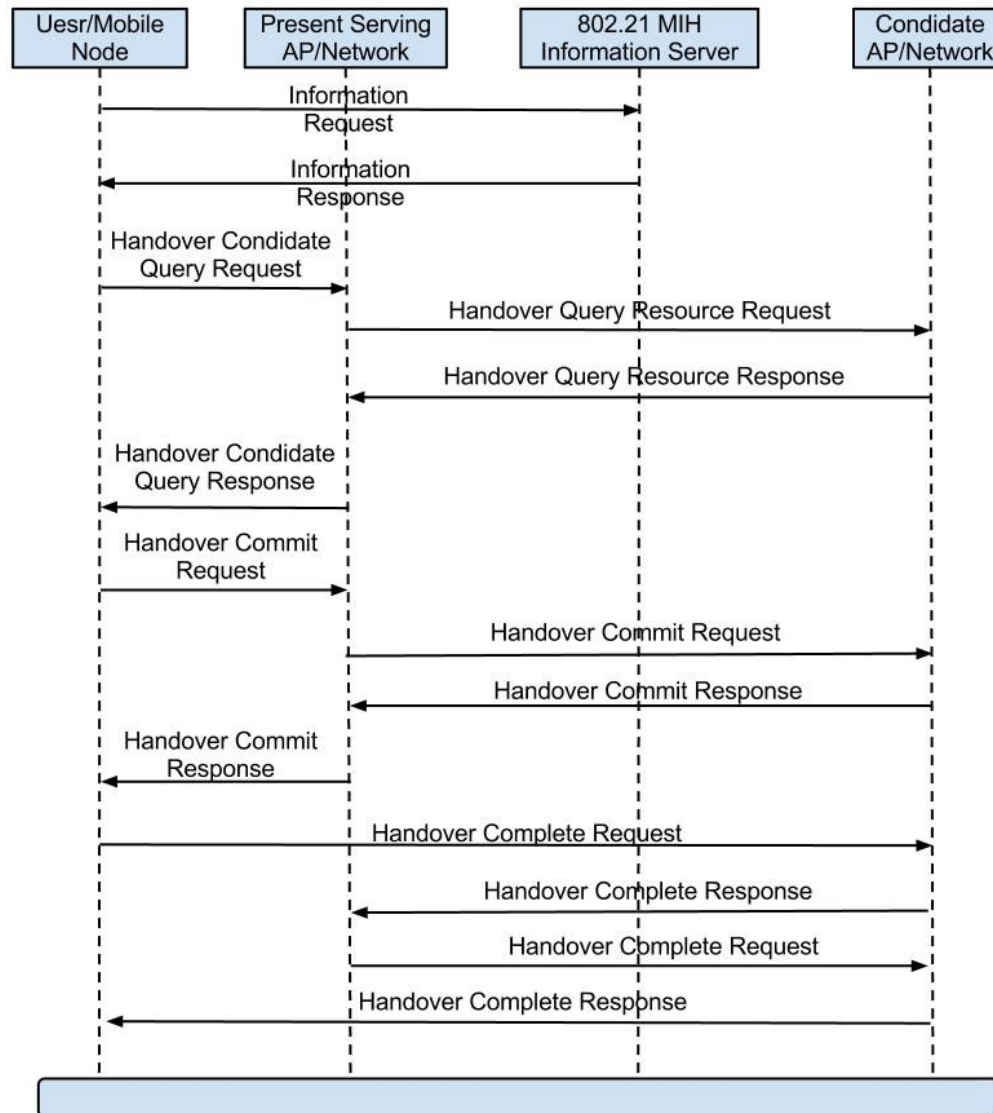 Uesr/Mobile
Node
Present Serving
AP/Network
802.21 MIH
Information Server
Condidate
AP/Network
Information
Request
Information
Response
Handover Condidate
Query Request
Handover Query Resource Request
Handover Query Resource Response
Handover Condidate
Query Response
Handover Commit
Request
Handover Commit Request
Handover Commit Response
Handover Commit
Response
Handover Complete Request
Handover Complete Response
Handover Complete Request
Handover Complete Response